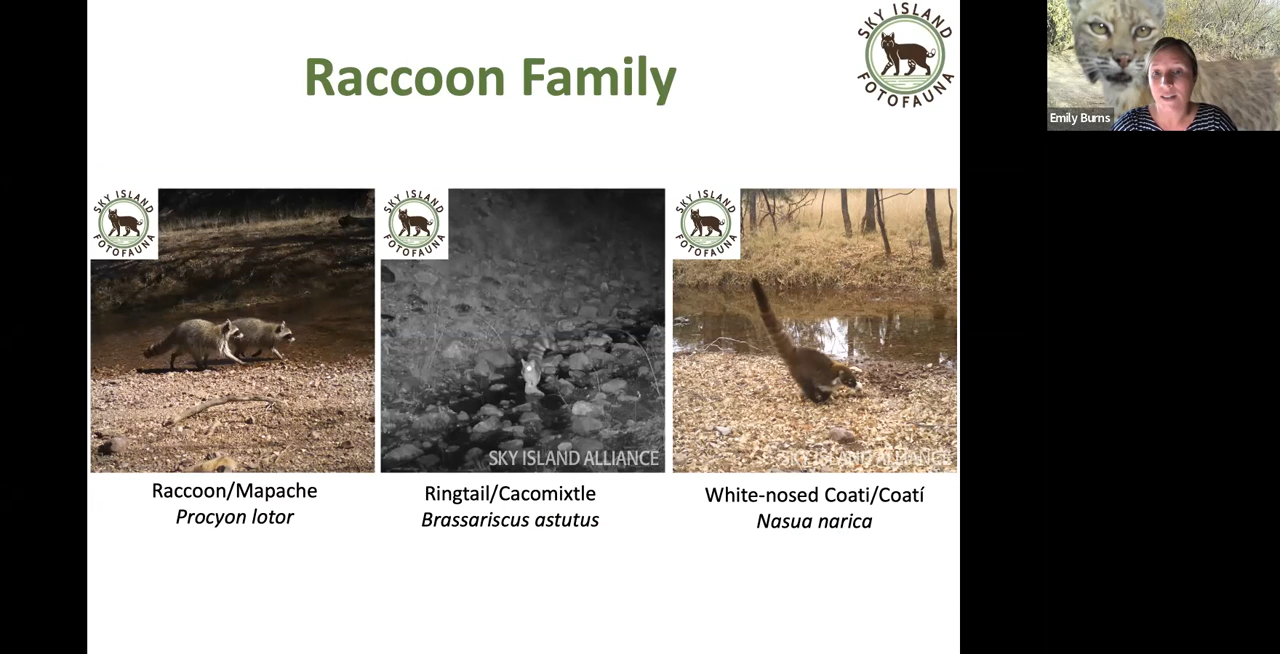 Raccoon Family
SKY ISLAND
FOTOFAUNA
Emily Burns
SKY ISLAND
FOTOFAUNA
SKY ISLAND
FOTOFAUNA
SKY ISLAND
FOTOFAUNA
SKY ISLAND ALLIANCE
SKY ISLAND ALLIANCE
Raccoon/Mapache
Procyon lotor
Ringtail/Cacomixtle
Brassariscus astutus
White-nosed Coati/Coatí
Nasua narica